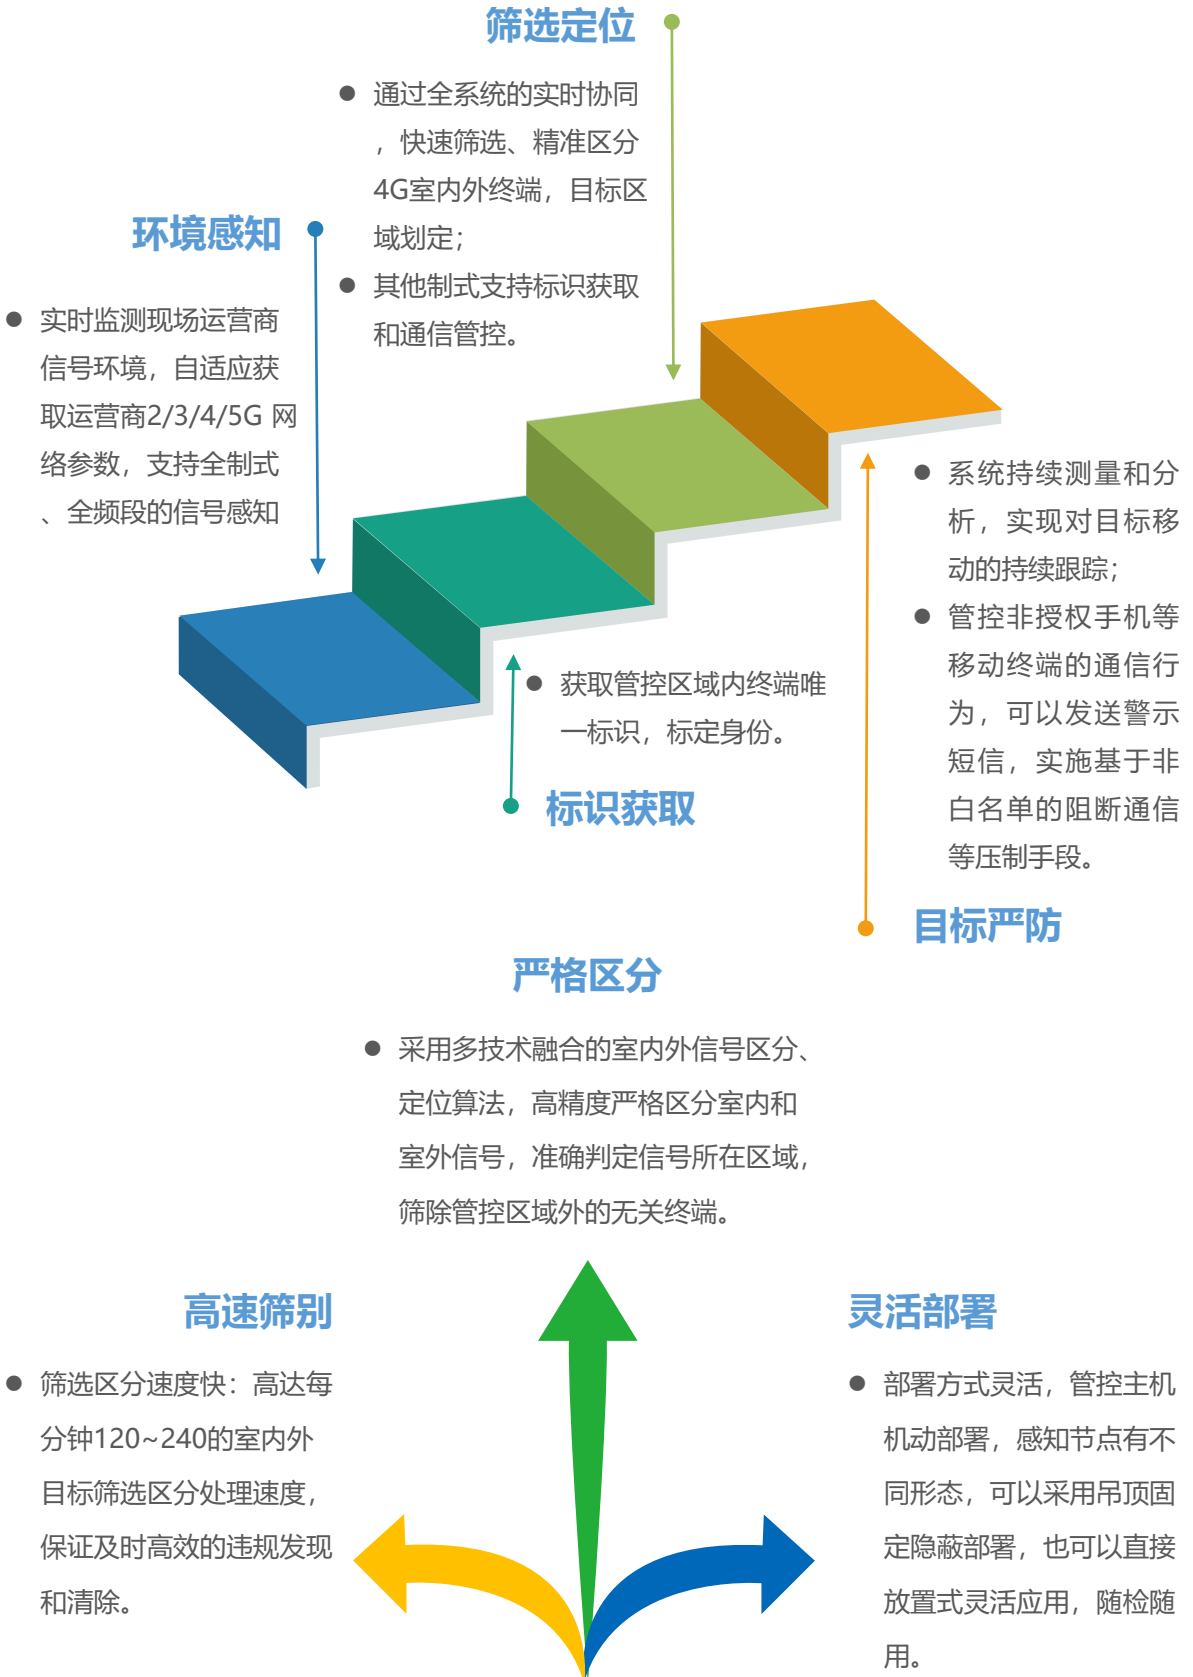 筛选定位
● 通过全系统的实时协同
，快速筛选、精准区分
4G室内外终端，目标区
域划定；
● 其他制式支持标识获取
和通信管控。
环境感知
● 实时监测现场运营商
信号环境，自适应获
取运营商2/3/4/5G 网
络参数，支持全制式
、全频段的信号感知
● 获取管控区域内终端唯
一标识，标定身份。
标识获取
● 系统持续测量和分
析，实现对目标移
动的持续跟踪；
● 管控非授权手机等
移动终端的通信行
为，可以发送警示
短信，实施基于非
白名单的阻断通信
等压制手段。
目标严防
严格区分
● 采用多技术融合的室内外信号区分、
定位算法，高精度严格区分室内和
室外信号，准确判定信号所在区域，
筛除管控区域外的无关终端。
高速筛别
● 筛选区分速度快：高达每
分钟120~240的室内外
目标筛选区分处理速度，
保证及时高效的违规发现
和清除。
灵活部署
● 部署方式灵活，管控主机
机动部署，感知节点有不
同形态，可以采用吊顶固
定隐蔽部署，也可以直接
放置式灵活应用，随检随
用。